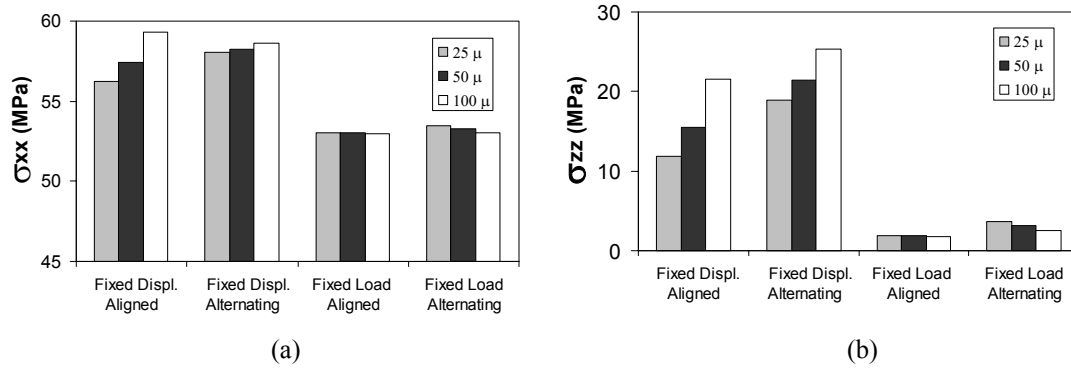 60
55
50
45
σxx (MPa)
25 μ
50 μ
100 μ
Fixed Displ.
Aligned
Fixed Displ.
Alternating
Fixed Load
Aligned
Fixed Load
Alternating
(a)
30
20
10
0
σzz (MPa)
25 μ
50 μ
100 μ
Fixed Displ.
Aligned
Fixed Displ.
Alternating
Fixed Load
Aligned
Fixed Load
Alternating
(b)